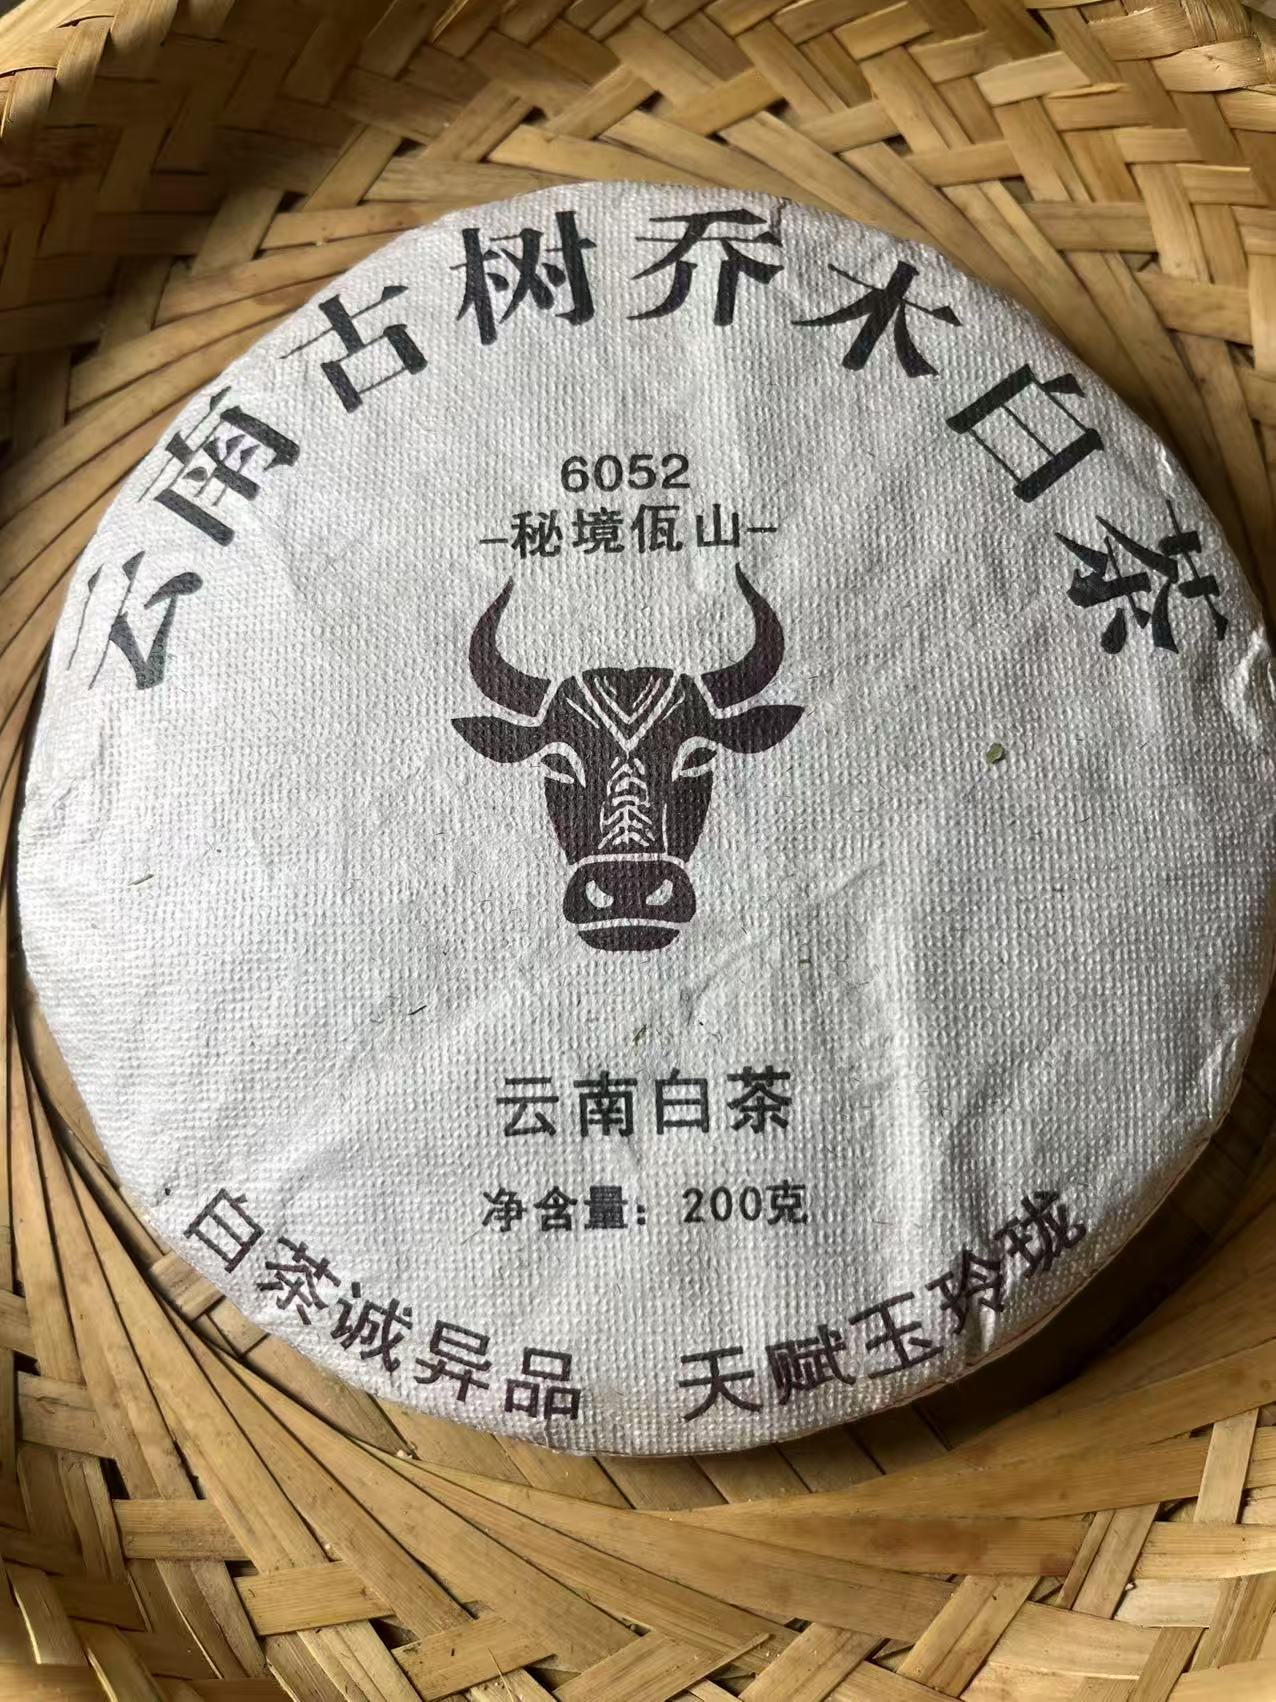 云南古树乔木白茶
6052
-秘境佤山-
云南白茶
净含量：200克
白茶诚异品 天赋玉玲珑